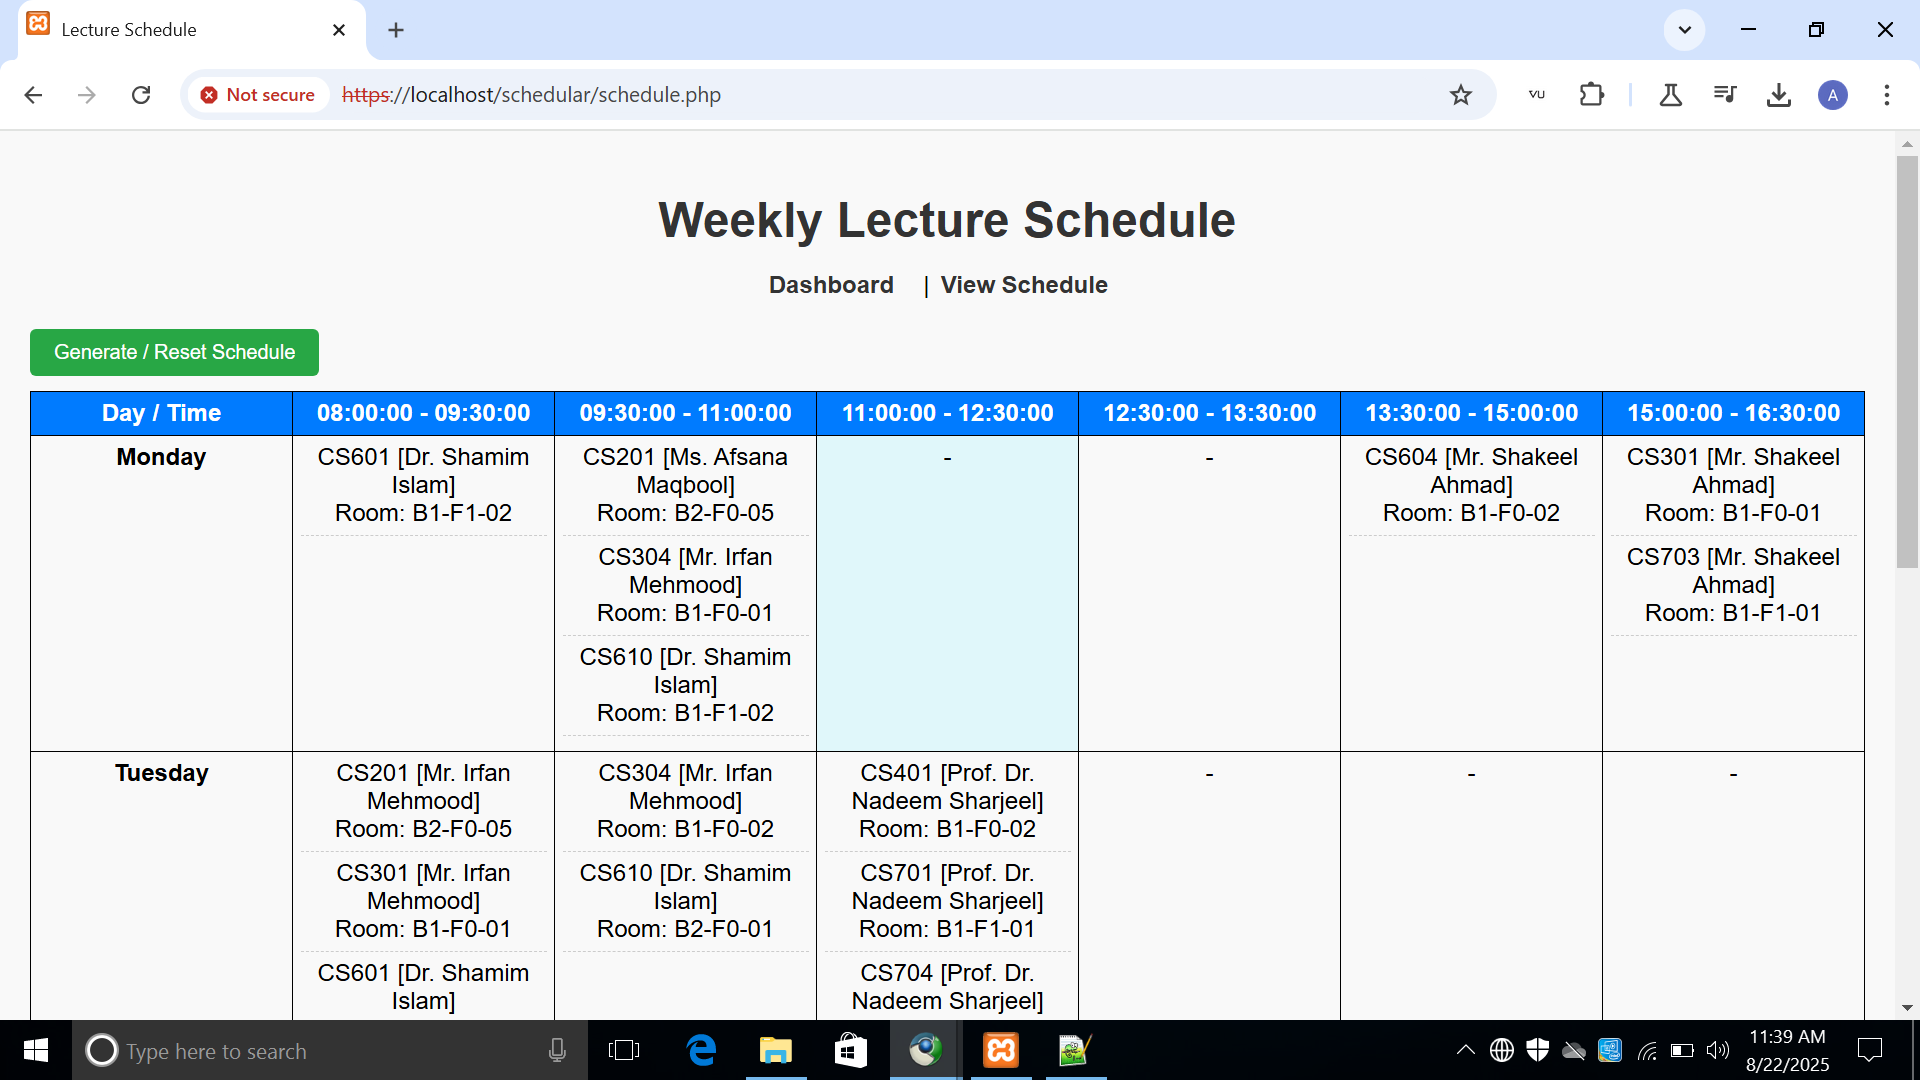 Lecture Schedule
Not secure
https://localhost/schedular/schedule.php
VU
A
Weekly Lecture Schedule
Dashboard | View Schedule
Generate / Reset Schedule
Day / Time
08:00:00 - 09:30:00
09:30:00 - 11:00:00
11:00:00 - 12:30:00
12:30:00 - 13:30:00
13:30:00 - 15:00:00
15:00:00 - 16:30:00
Monday
CS601 [Dr. Shamim
Islam]
Room: B1-F1-02
CS201 [Ms. Afsana
Maqbool]
Room: B2-F0-05
CS304 [Mr. Irfan
Mehmood]
Room: B1-F0-01
CS610 [Dr. Shamim
Islam]
Room: B1-F1-02
-
-
CS604 [Mr. Shakeel
Ahmad]
Room: B1-F0-02
CS301 [Mr. Shakeel
Ahmad]
Room: B1-F0-01
CS703 [Mr. Shakeel
Ahmad]
Room: B1-F1-01
Tuesday
CS201 [Mr. Irfan
Mehmood]
Room: B2-F0-05
CS301 [Mr. Irfan
Mehmood]
Room: B1-F0-01
CS601 [Dr. Shamim
Islam]
CS304 [Mr. Irfan
Mehmood]
Room: B1-F0-02
CS610 [Dr. Shamim
Islam]
Room: B2-F0-01
CS401 [Prof. Dr.
Nadeem Sharjeel]
Room: B1-F0-02
CS701 [Prof. Dr.
Nadeem Sharjeel]
Room: B1-F1-01
CS704 [Prof. Dr.
Nadeem Sharjeel]
-
-
-
Type here to search
11:39 AM
8/22/2025